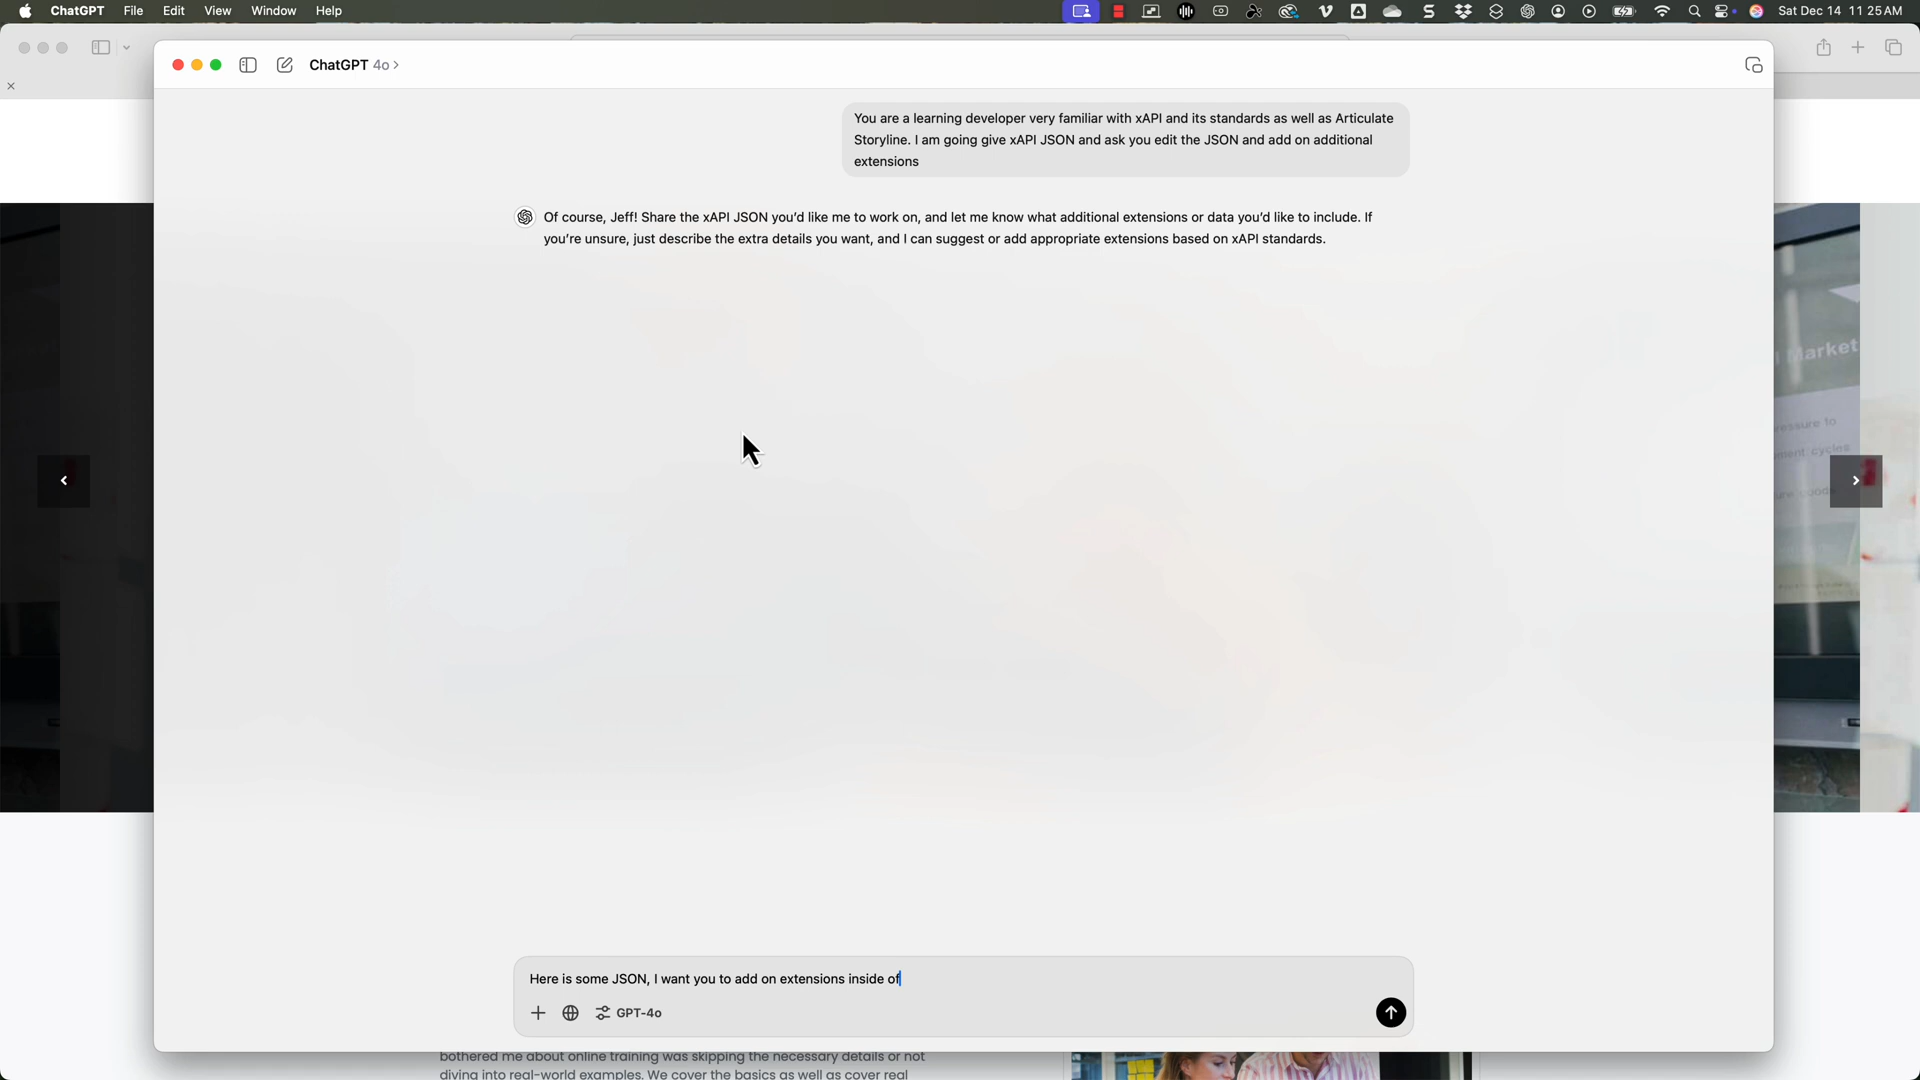 ChatGPT File Edit View Window Help
Sat Dec 14 11 25AM
ChatGPT 4o >
You are a learning developer very familiar with xAPI and its standards as well as Articulate
Storyline. I am going give xAPI JSON and ask you edit the JSON and add on additional
extensions
Of course, Jeff! Share the xAPI JSON you'd like me to work on, and let me know what additional extensions or data you'd like to include. If
you're unsure, just describe the extra details you want, and I can suggest or add appropriate extensions based on xAPI standards.
Market
ressure to
ment cycles
Here is some JSON, I want you to add on extensions inside of
GPT-4o
bothered me about online training was skipping the necessary details or not
diving into real-world examples. We cover the basics as well as cover real